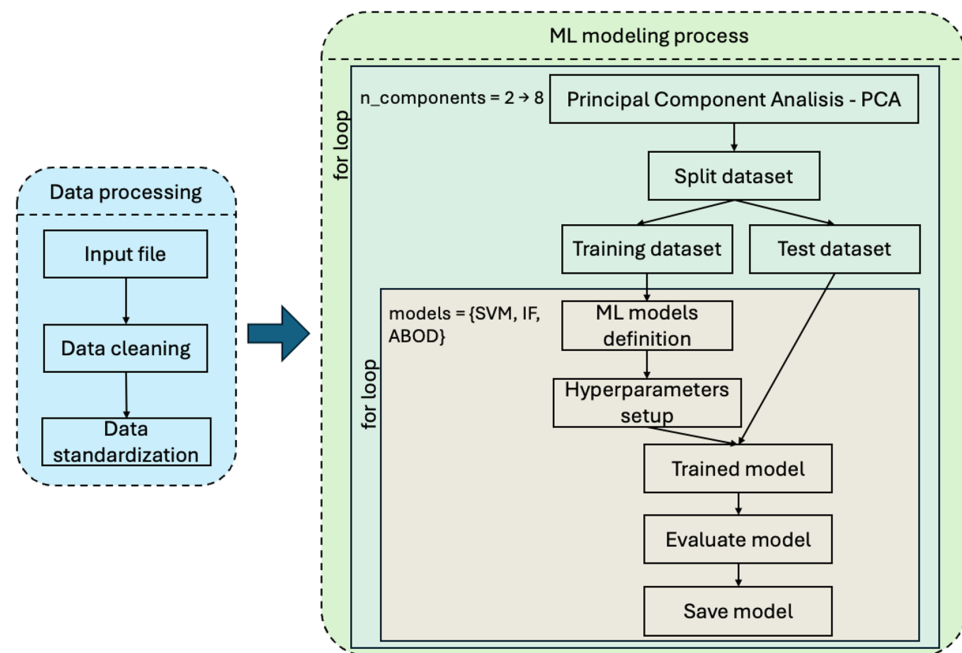 Data processing
Input file
Data cleaning
Data
standardization
ML modeling process
for loop
n_components = 2 → 8
Principal Component Analisis - PCA
Split dataset
Training dataset
Test dataset
for loop
models = {SVM, IF,
ABOD}
ML models
definition
Hyperparameters
setup
Trained model
Evaluate model
Save model